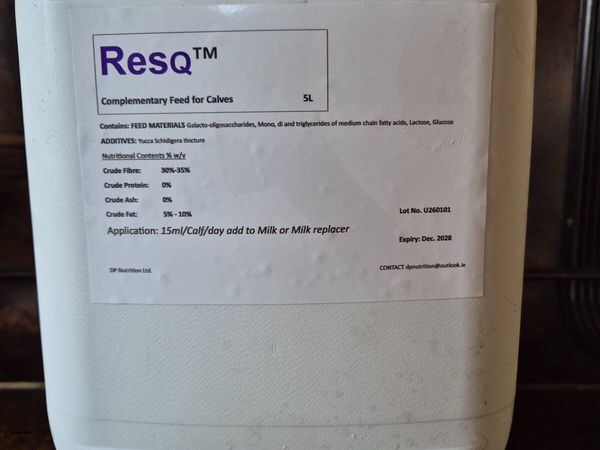 ResQ™
Complementary Feed for Calves 5L
Contains: FEED MATERIALS Galacto-oligosaccharides, Mono, di and triglycerides of medium chain fatty acids, Lactose, Glucose
ADDITIVES: Yucca Schidigera tincture
Nutritional Contents % w/v
Crude Fibre: 30%-35%
Crude Protein: 0%
Crude Ash: 0%
Crude Fat: 5% - 10%
Lot No. U260101
Application: 15ml/Calf/day add to Milk or Milk replacer
Expiry: Dec. 2028
DP Nutrition Ltd.
CONTACT dpnutrition@outlook.ie